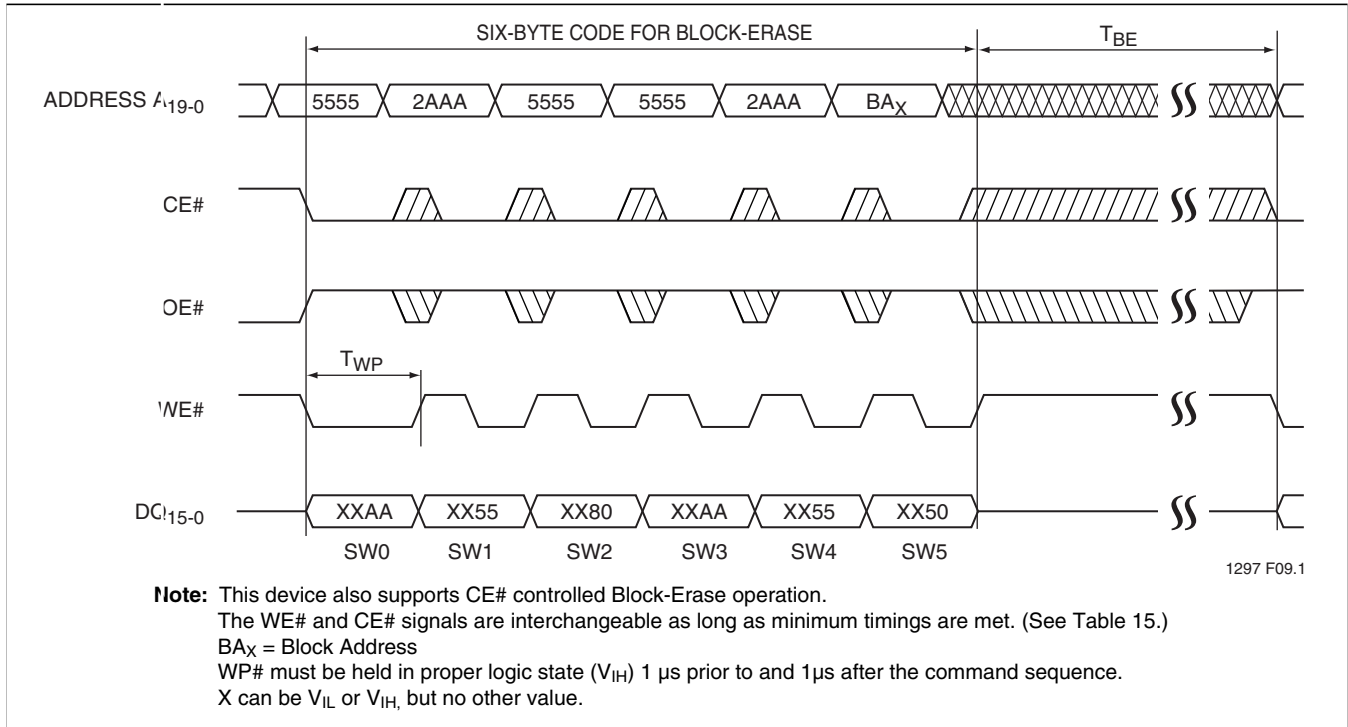 SIX-BYTE CODE FOR BLOCK-ERASE TBE
ADDRESS A19-0 5555 2AAA 5555 5555 2AAA BAX
CE#
OE#
TWP
WE#
DQ15-0 XXAA XX55 XX80 XXAA XX55 XX50
SW0 SW1 SW2 SW3 SW4 SW5
1297 F09.1
Note: This device also supports CE# controlled Block-Erase operation.
The WE# and CE# signals are interchangeable as long as minimum timings are met. (See Table 15.)
BAX = Block Address
WP# must be held in proper logic state (VIH) 1 µs prior to and 1µs after the command sequence.
X can be VIL or VIH, but no other value.